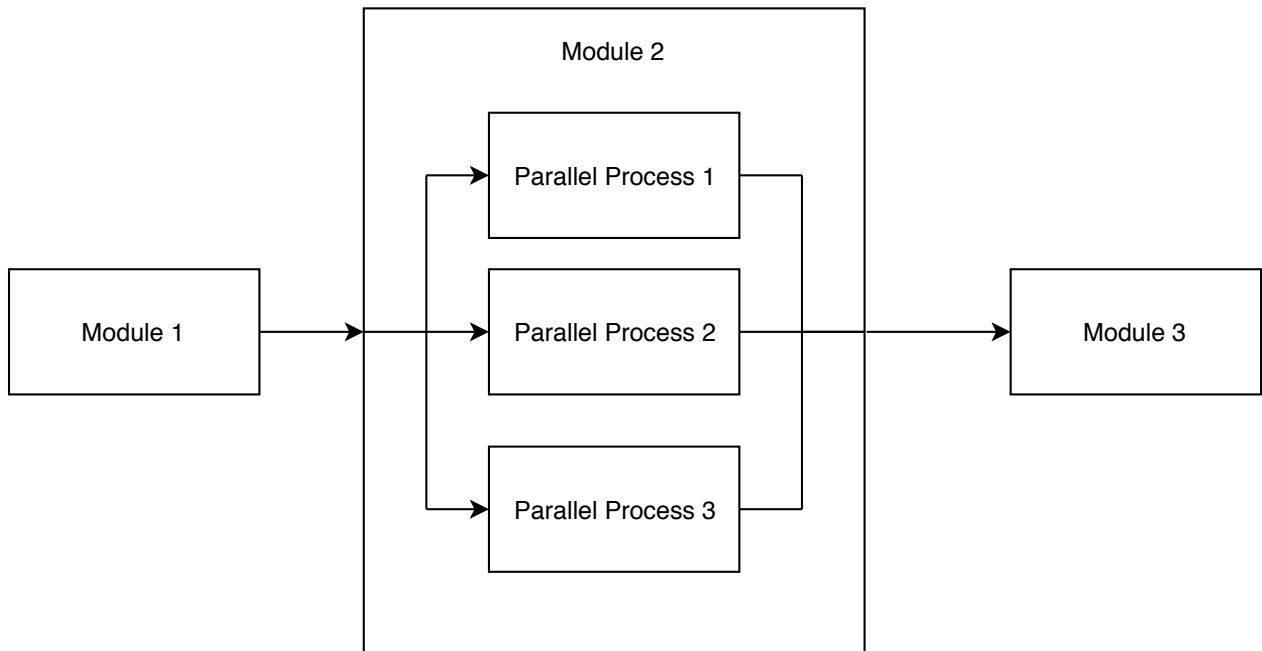 Module 2
Parallel Process 1
Module 1
Parallel Process 2
Module 3
Parallel Process 3